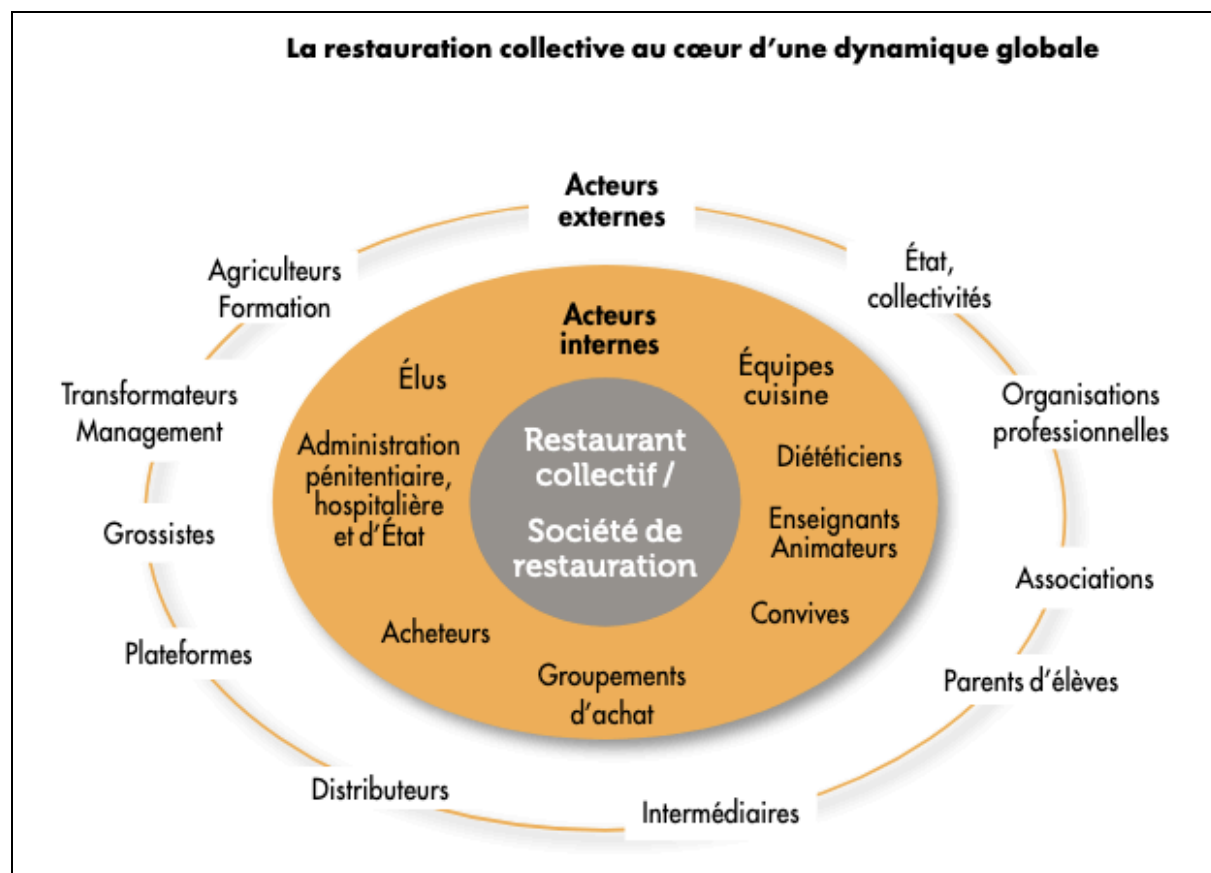 La restauration collective au cœur d’une dynamique globale
Acteurs
externes
Agriculteurs
Formation
État,
collectivités
Acteurs
internes
Élus
Équipes
cuisine
Transformateurs
Management
Organisations
professionnelles
Administration
pénitentiaire,
hospitalière
et d’État
Restaurant
collectif /
Société de
restauration
Diététiciens
Enseignants
Animateurs
Grossistes
Associations
Convives
Acheteurs
Plateformes
Groupements
d’achat
Parents d’élèves
Distributeurs
Intermédiaires